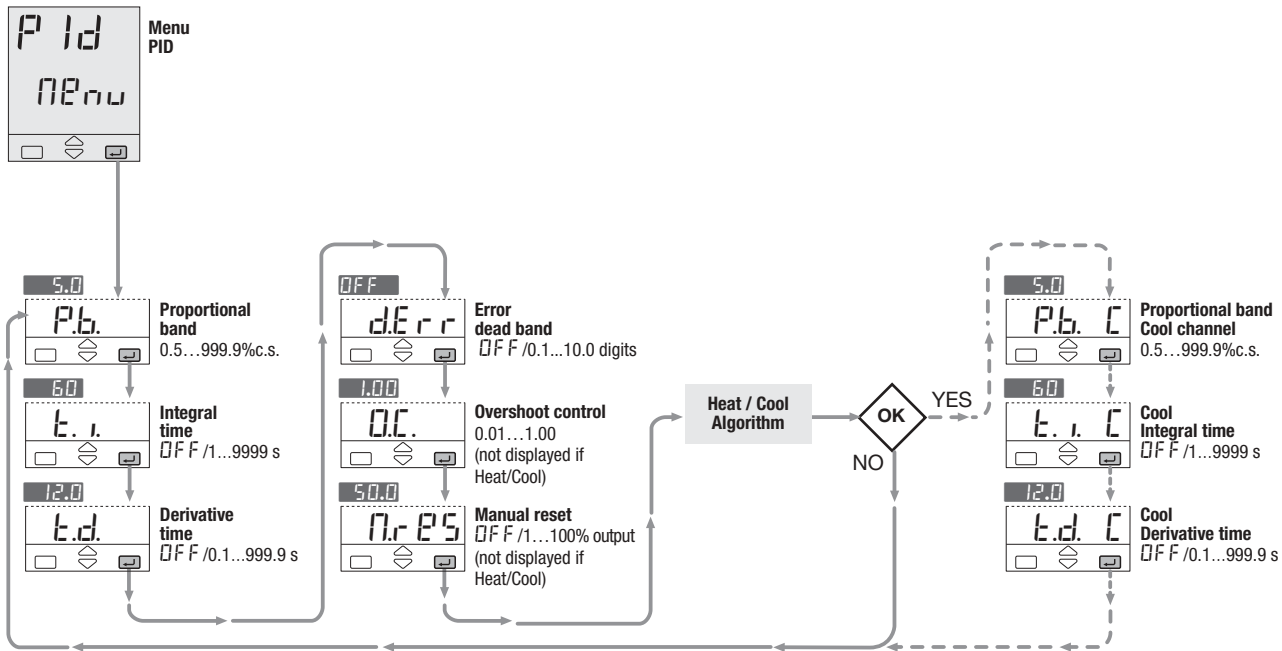 PId
Menu
Menu
PID
5.0
P.b.
Proportional
band
0.5…999.9%c.s.
60
t. i.
Integral
time
OFF/1...9999 s
12.0
t.d.
Derivative
time
OFF/0.1...999.9 s
OFF
d.Err
Error
dead band
OFF/0.1...10.0 digits
1.00
O.C.
Overshoot control
0.01…1.00
(not displayed if
Heat/Cool)
50.0
M.reS
Manual reset
OFF/1…100% output
(not displayed if
Heat/Cool)
Heat / Cool
Algorithm
OK
YES
NO
5.0
P.b. C
Proportional band
Cool channel
0.5…999.9%c.s.
60
t. i. C
Cool
Integral time
OFF/1...9999 s
12.0
t.d. C
Cool
Derivative time
OFF/0.1...999.9 s